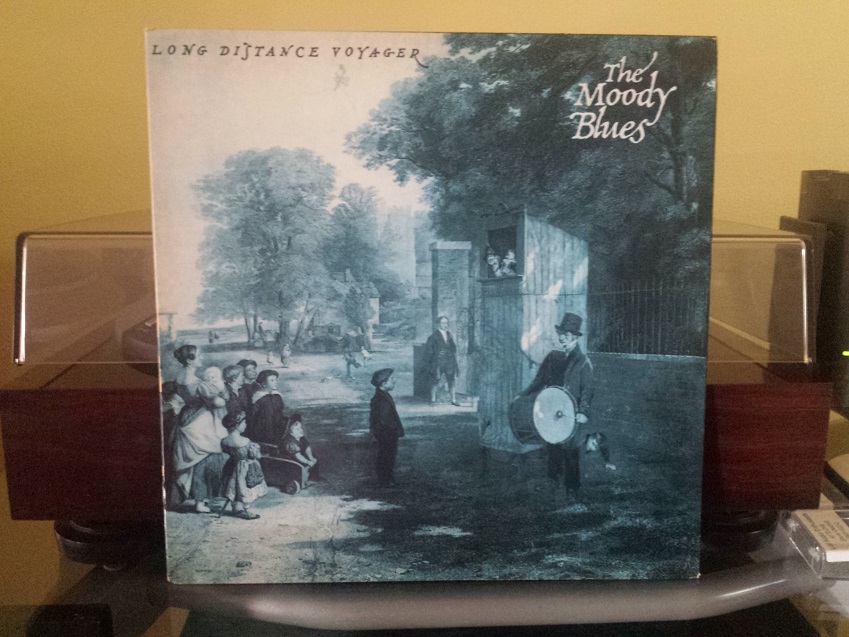 LONG DISTANCE VOYAGER
The
Moody
Blues